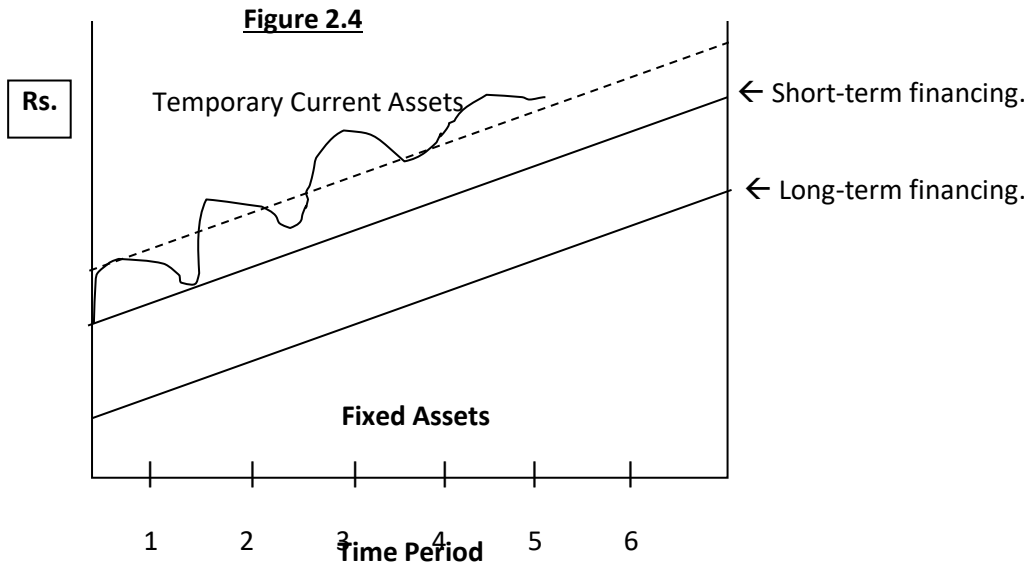 Figure 2.4
Rs.
Temporary Current Assets
← Short-term financing.
← Long-term financing.
Fixed Assets
1 2 3 4 5 6
Time Period